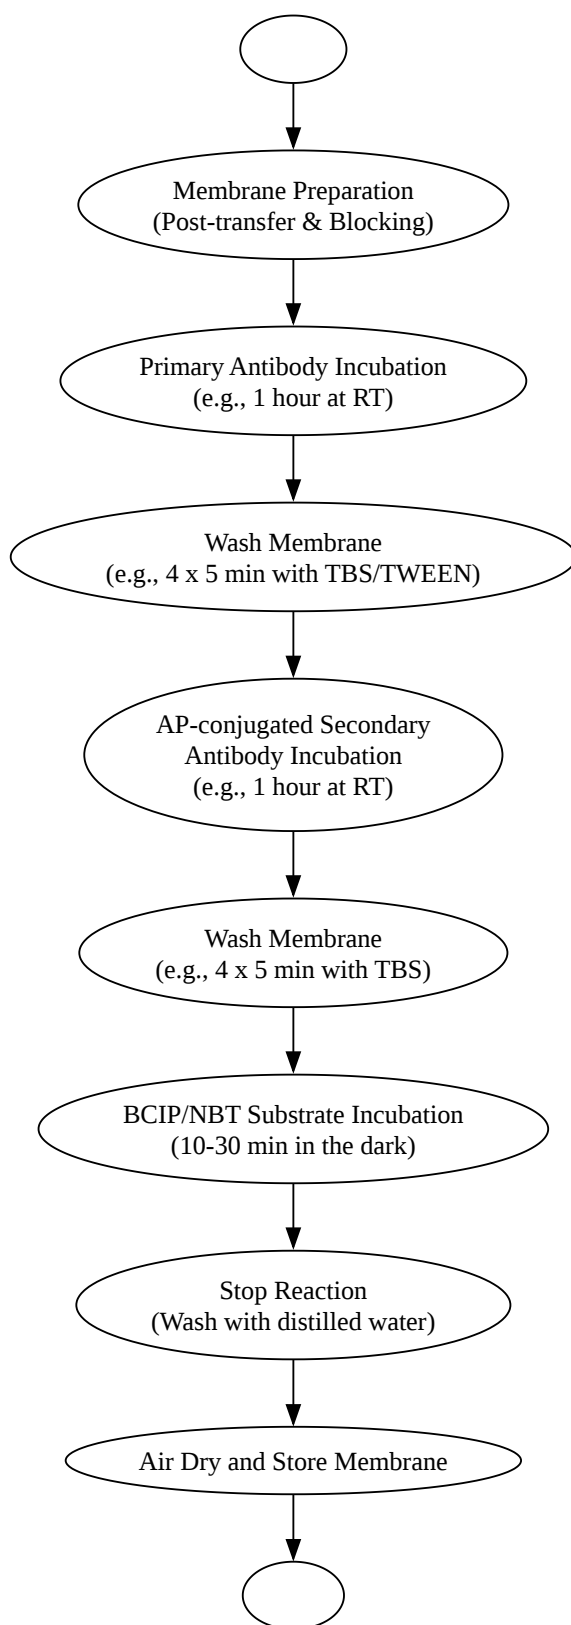 Membrane Preparation
(Post-transfer & Blocking)
Primary Antibody Incubation
(e.g., 1 hour at RT)
Wash Membrane
(e.g., 4 x 5 min with TBS/TWEEN)
AP-conjugated Secondary
Antibody Incubation
(e.g., 1 hour at RT)
Wash Membrane
(e.g., 4 x 5 min with TBS)
BCIP/NBT Substrate Incubation
(10-30 min in the dark)
Stop Reaction
(Wash with distilled water)
Air Dry and Store Membrane